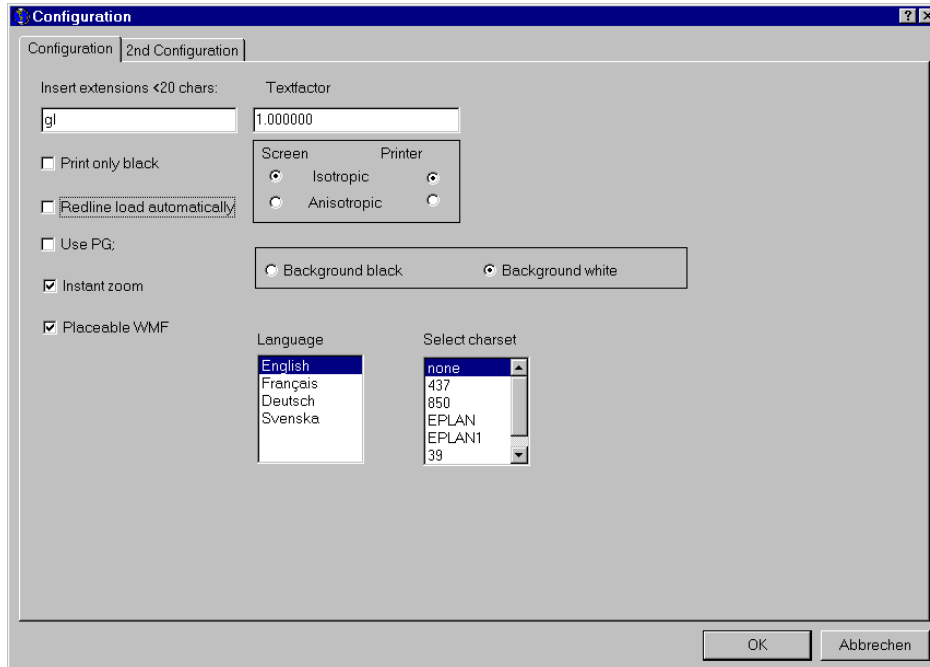 Configuration
Configuration 2nd Configuration
Insert extensions <20 chars: Textfactor
gl 1.000000
Print only black
Screen Printer
Isotropic
Anisotropic
Redline load automatically
Use PG;
Background black Background white
Instant zoom
Placeable WMF
Language Select charset
English none
Français 437
Deutsch 850
Svenska EPLAN
EPLAN1
39
OK Abbrechen